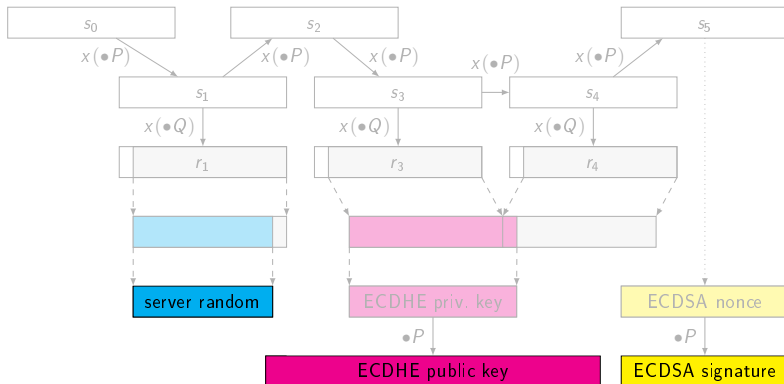 s₀ s₂ s₅
x(•P) x(•P) x(•P) x(•P) x(•P)
s₁ s₃ s₄
x(•Q) x(•Q) x(•Q)
r₁ r₃ r₄
server random ECDHE priv. key ECDSA nonce
•P •P
ECDHE public key ECDSA signature